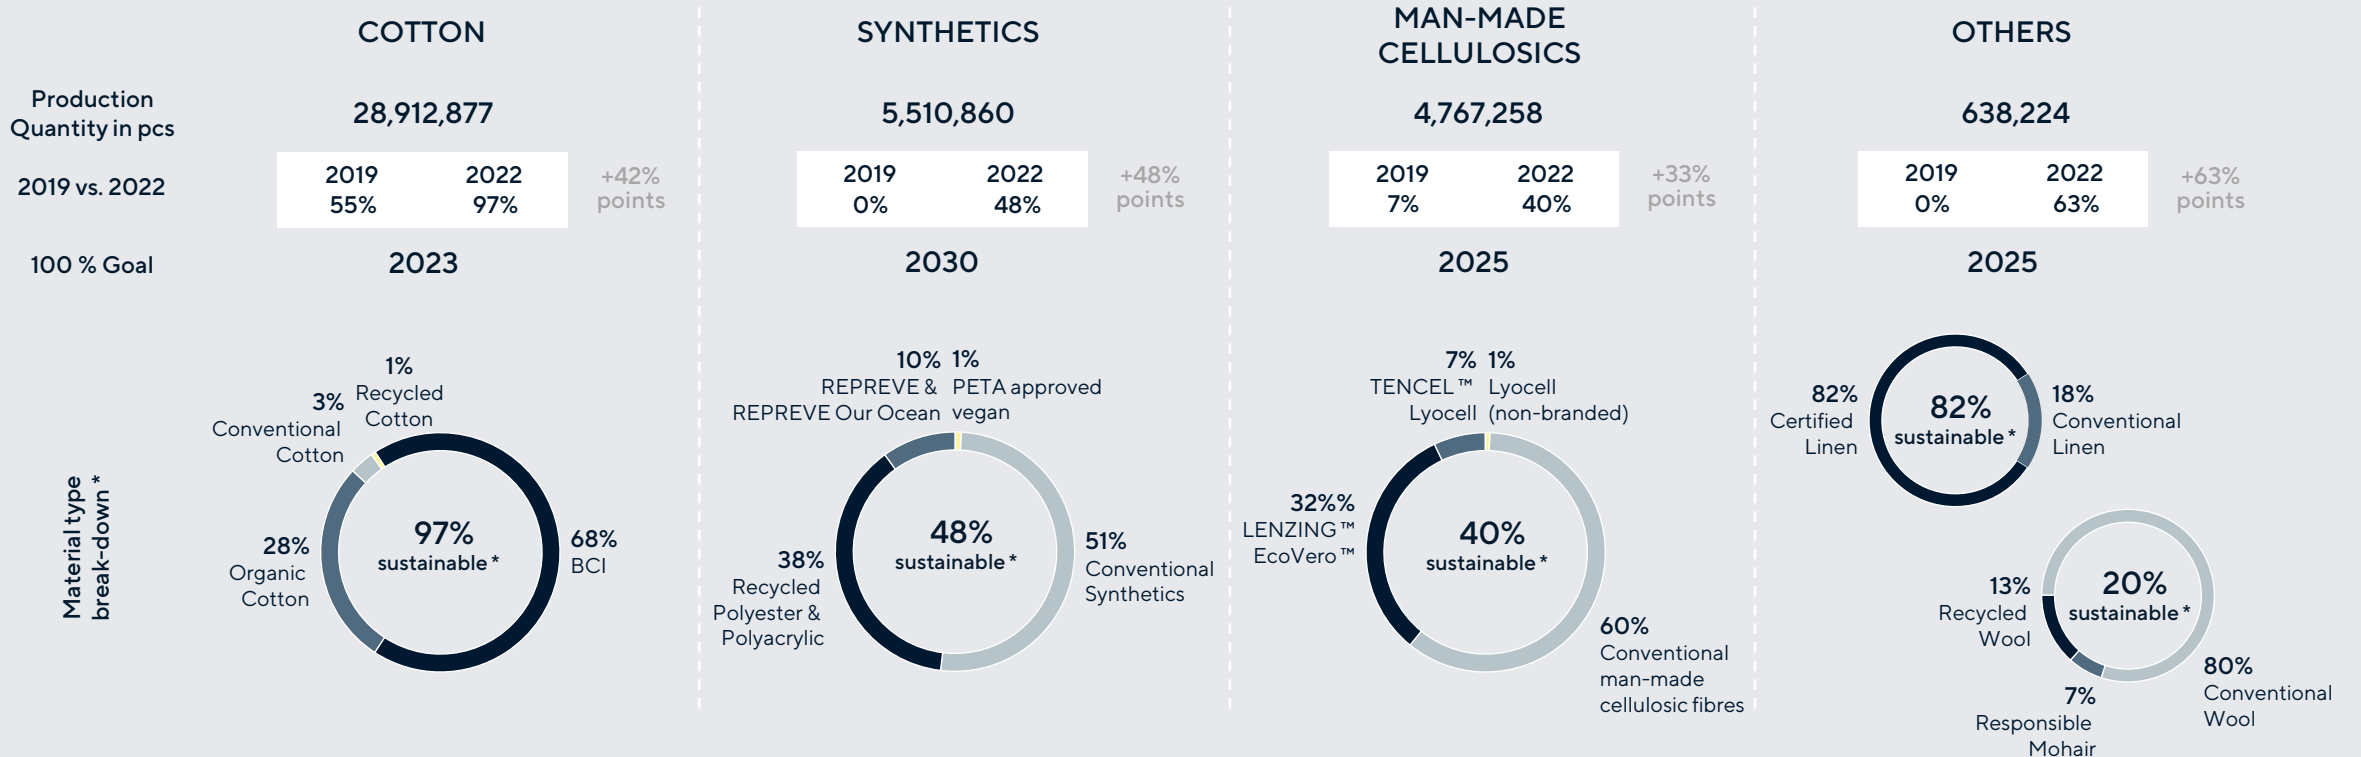 COTTON
SYNTHETICS
MAN-MADE
CELLULOSICS
OTHERS
Production
Quantity in pcs
28,912,877
5,510,860
4,767,258
638,224
2019 vs. 2022
2019 2022
55% 97%
+42%
points
2019 2022
0% 48%
+48%
points
2019 2022
7% 40%
+33%
points
2019 2022
0% 63%
+63%
points
100 % Goal
2023
2030
2025
2025
Material type
break-down *
1%
Recycled
Cotton
3%
Conventional
Cotton
28%
Organic
Cotton
97%
sustainable *
68%
BCI
10%
REPREVE &
REPREVE Our Ocean
1%
PETA approved
vegan
38%
Recycled
Polyester &
Polyacrylic
48%
sustainable *
51%
Conventional
Synthetics
7%
TENCEL™
Lyocell
1%
Lyocell
(non-branded)
32%%
LENZING™
EcoVero™
40%
sustainable *
60%
Conventional
man-made
cellulosic fibres
82%
Certified
Linen
82%
sustainable *
18%
Conventional
Linen
13%
Recycled
Wool
20%
sustainable *
7%
Responsible
Mohair
80%
Conventional
Wool